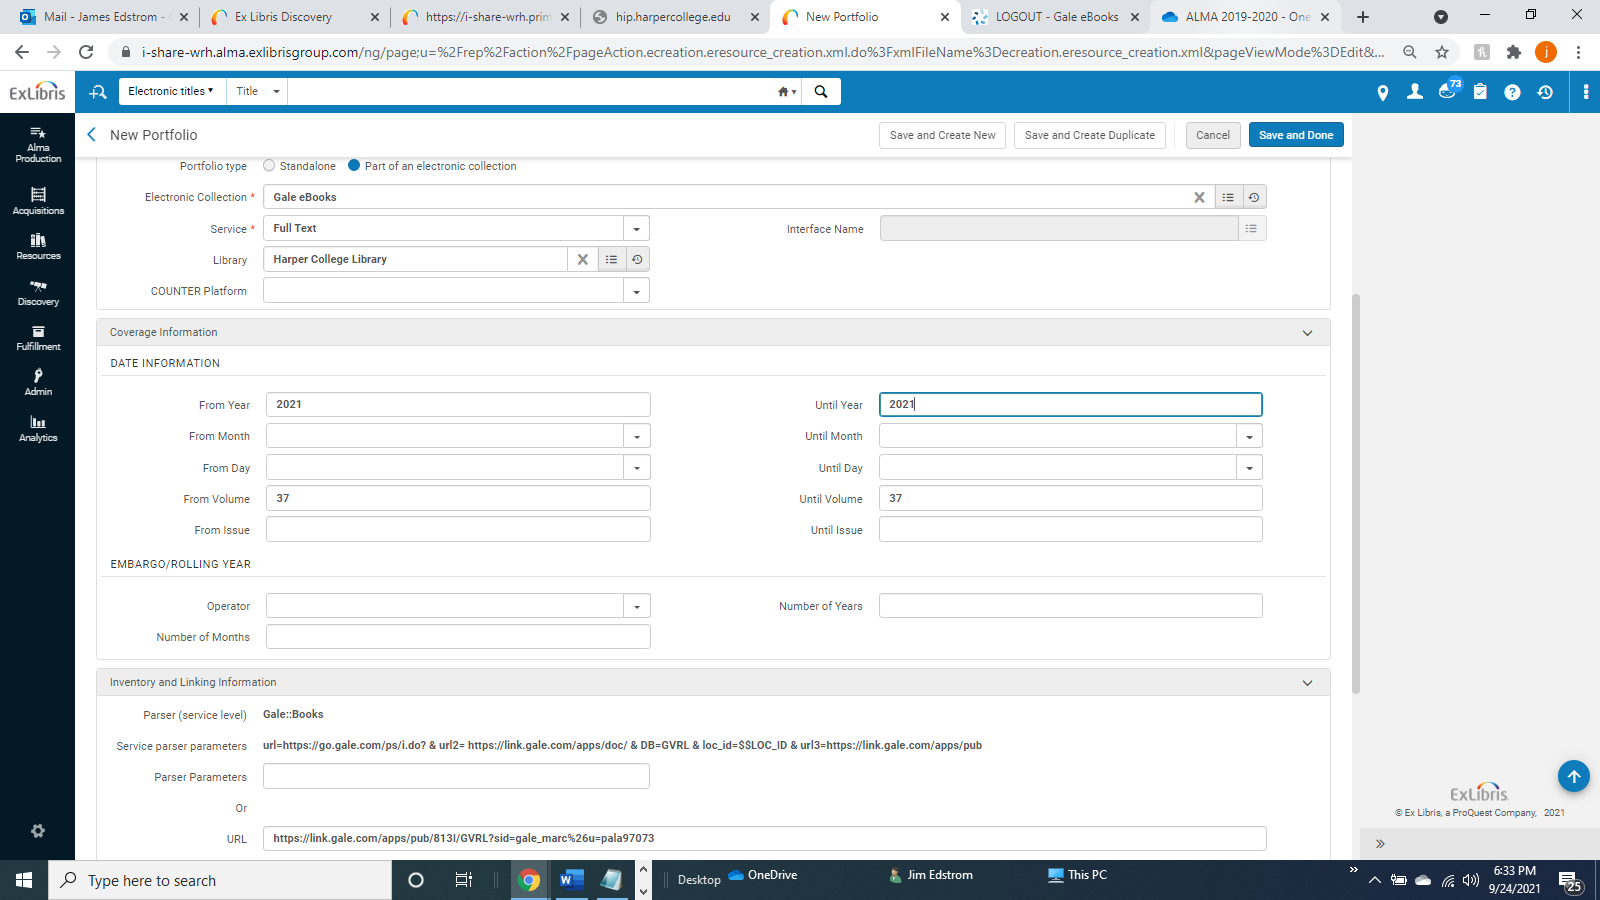 Mail - James Edstrom -
Ex Libris Discovery
https://i-share-wrh.prim
hip.harpercollege.edu
New Portfolio
LOGOUT - Gale eBooks
ALMA 2019-2020 - One
i-share-wrh.alma.exlibrisgroup.com/ng/page;u=%2Frep%2Faction%2FpageAction.ecreation.eresource_creation.xml.do%3FxmlFileName%3Decreation.eresource_creation.xml&pageViewMode%3DEdit&...
ExLibris
Electronic titles
Title
73
New Portfolio
Save and Create New
Save and Create Duplicate
Cancel
Save and Done
Alma
Production
Acquisitions
Resources
Discovery
Fulfillment
Admin
Analytics
Portfolio type
Standalone
Part of an electronic collection
Electronic Collection *
Gale eBooks
Service *
Full Text
Interface Name
Library
Harper College Library
COUNTER Platform
Coverage Information
DATE INFORMATION
From Year
2021
Until Year
2021
From Month
Until Month
From Day
Until Day
From Volume
37
Until Volume
37
From Issue
Until Issue
EMBARGO/ROLLING YEAR
Operator
Number of Years
Number of Months
Inventory and Linking Information
Parser (service level)
Gale::Books
Service parser parameters
url=https://go.gale.com/ps/i.do? & url2= https://link.gale.com/apps/doc/ & DB=GVRL & loc_id=$$LOC_ID & url3=https://link.gale.com/apps/pub
Parser Parameters
Or
URL
https://link.gale.com/apps/pub/813I/GVRL?sid=gale_marc%26u=pala97073
ExLibris
© Ex Libris, a ProQuest Company, 2021
Type here to search
Desktop
OneDrive
Jim Edstrom
This PC
6:33 PM
9/24/2021
25